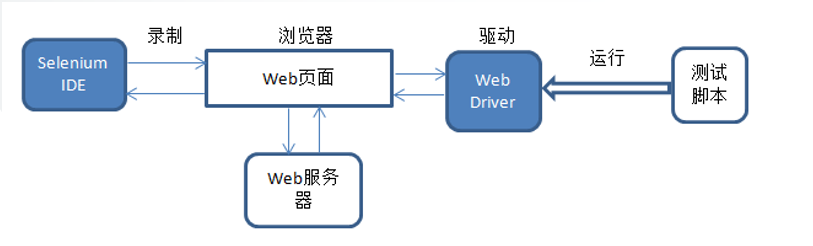 录制
浏览器
驱动
运行
Selenium
IDE
Web页面
Web
Driver
测试
脚本
Web服务
器